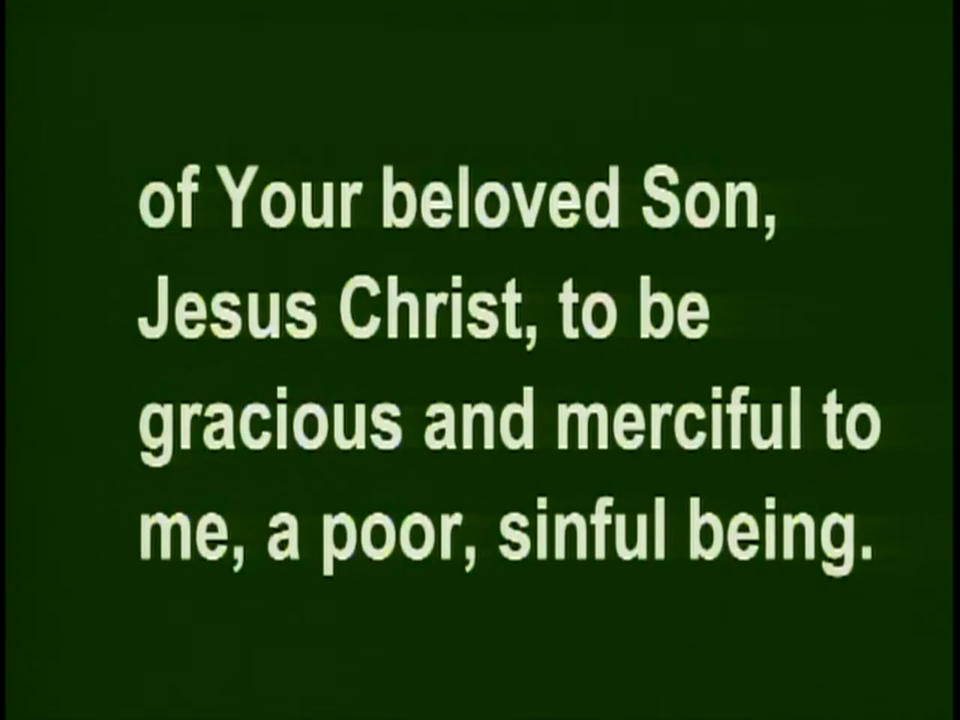 of Your beloved Son,
Jesus Christ, to be
gracious and merciful to
me, a poor, sinful being.